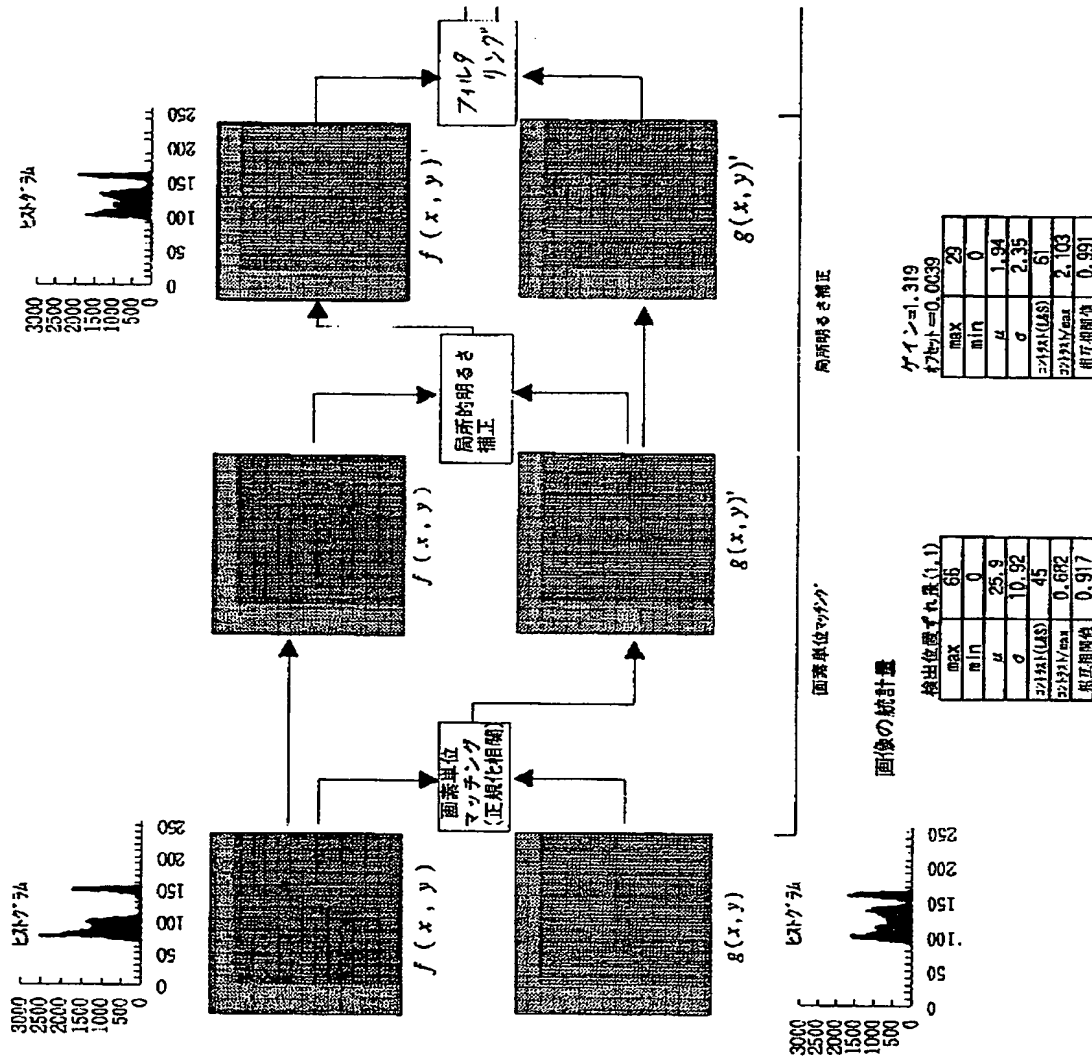 ヒストグラム
3000
2500
2000
1500
1000
500
0
0 50 100 150 200 250
ヒストグラム
3000
2500
2000
1500
1000
500
0
0 50 100 150 200 250
f(x,y)
f(x,y)
f(x,y)'
画素単位
マッチング
(正規化相関)
局所的明るさ
補正
フィルタ
リング
g(x,y)
g(x,y)'
g(x,y)'
画素単位マッチング
局所明るさ補正
ヒストグラム
3000
2500
2000
1500
1000
500
0
0 50 100 150 200 250
画像の統計量
検出位置ずれ量(1,1)
max 66
min 0
μ 25.9
σ 10.92
コントラスト(L&S) 45
コントラスト/max 0.682
相互相関値 0.917
ゲイン=1.319
オフセット=0.0039
max 29
min 0
μ 1.94
σ 2.35
コントラスト(L&S) 61
コントラスト/max 2.103
相互相関値 0.991